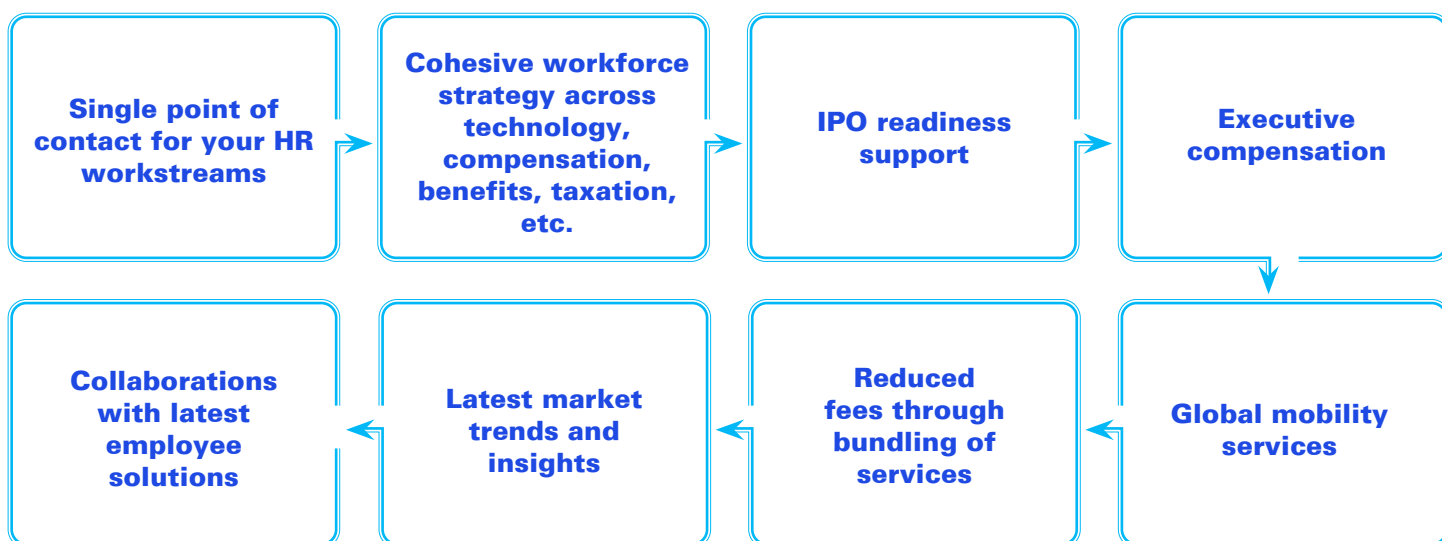 Single point of
contact for your HR
workstreams
Cohesive workforce
strategy across
technology,
compensation,
benefits, taxation,
etc.
IPO readiness
support
Executive
compensation
Global mobility
services
Reduced
fees through
bundling of
services
Latest market
trends and
insights
Collaborations
with latest
employee
solutions